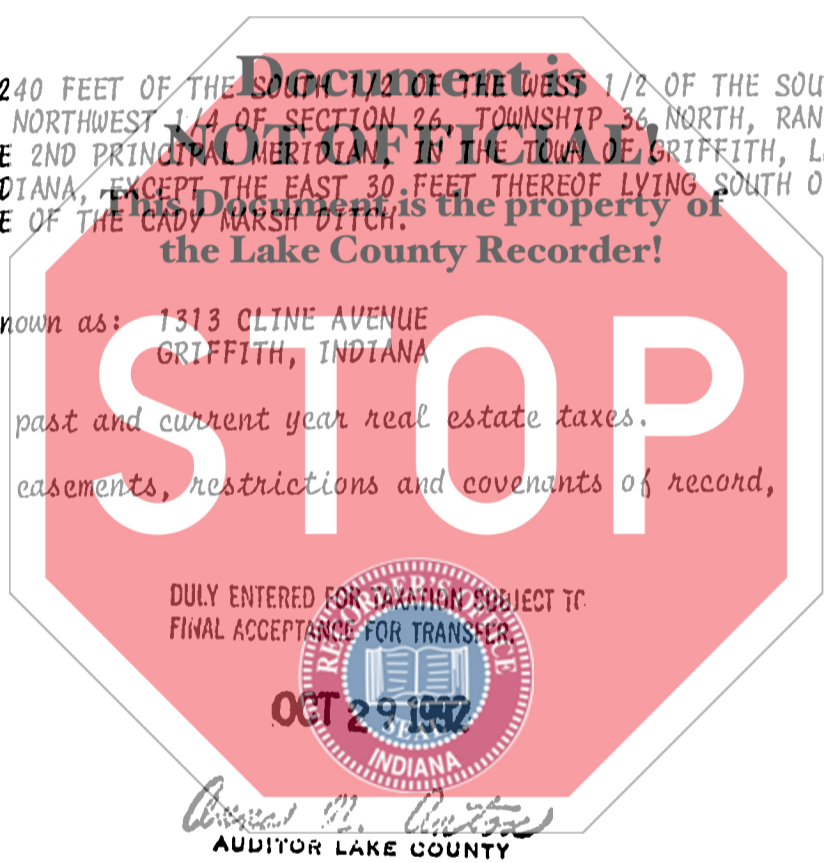 Document is
NOT OFFICIAL!
This Document is the property of
the Lake County Recorder!
240 FEET OF THE SOUTH 1/2 OF THE WEST 1/2 OF THE SOU
NORTHWEST 1/4 OF SECTION 26, TOWNSHIP 36 NORTH, RAN
E 2ND PRINCIPAL MERIDIAN, IN THE TOWN OF GRIFFITH, L
DIANA, EXCEPT THE EAST 30 FEET THEREOF LYING SOUTH O
E OF THE CADY MARSH DITCH.
nown as: 1313 CLINE AVENUE
GRIFFITH, INDIANA
STOP
past and current year real estate taxes.
easements, restrictions and covenants of record,
DULY ENTERED FOR TAXATION SUBJECT TO
FINAL ACCEPTANCE FOR TRANSFER.
OCT 29 1992
RECORDER'S OFFICE
SEAL
INDIANA
AUDITOR LAKE COUNTY